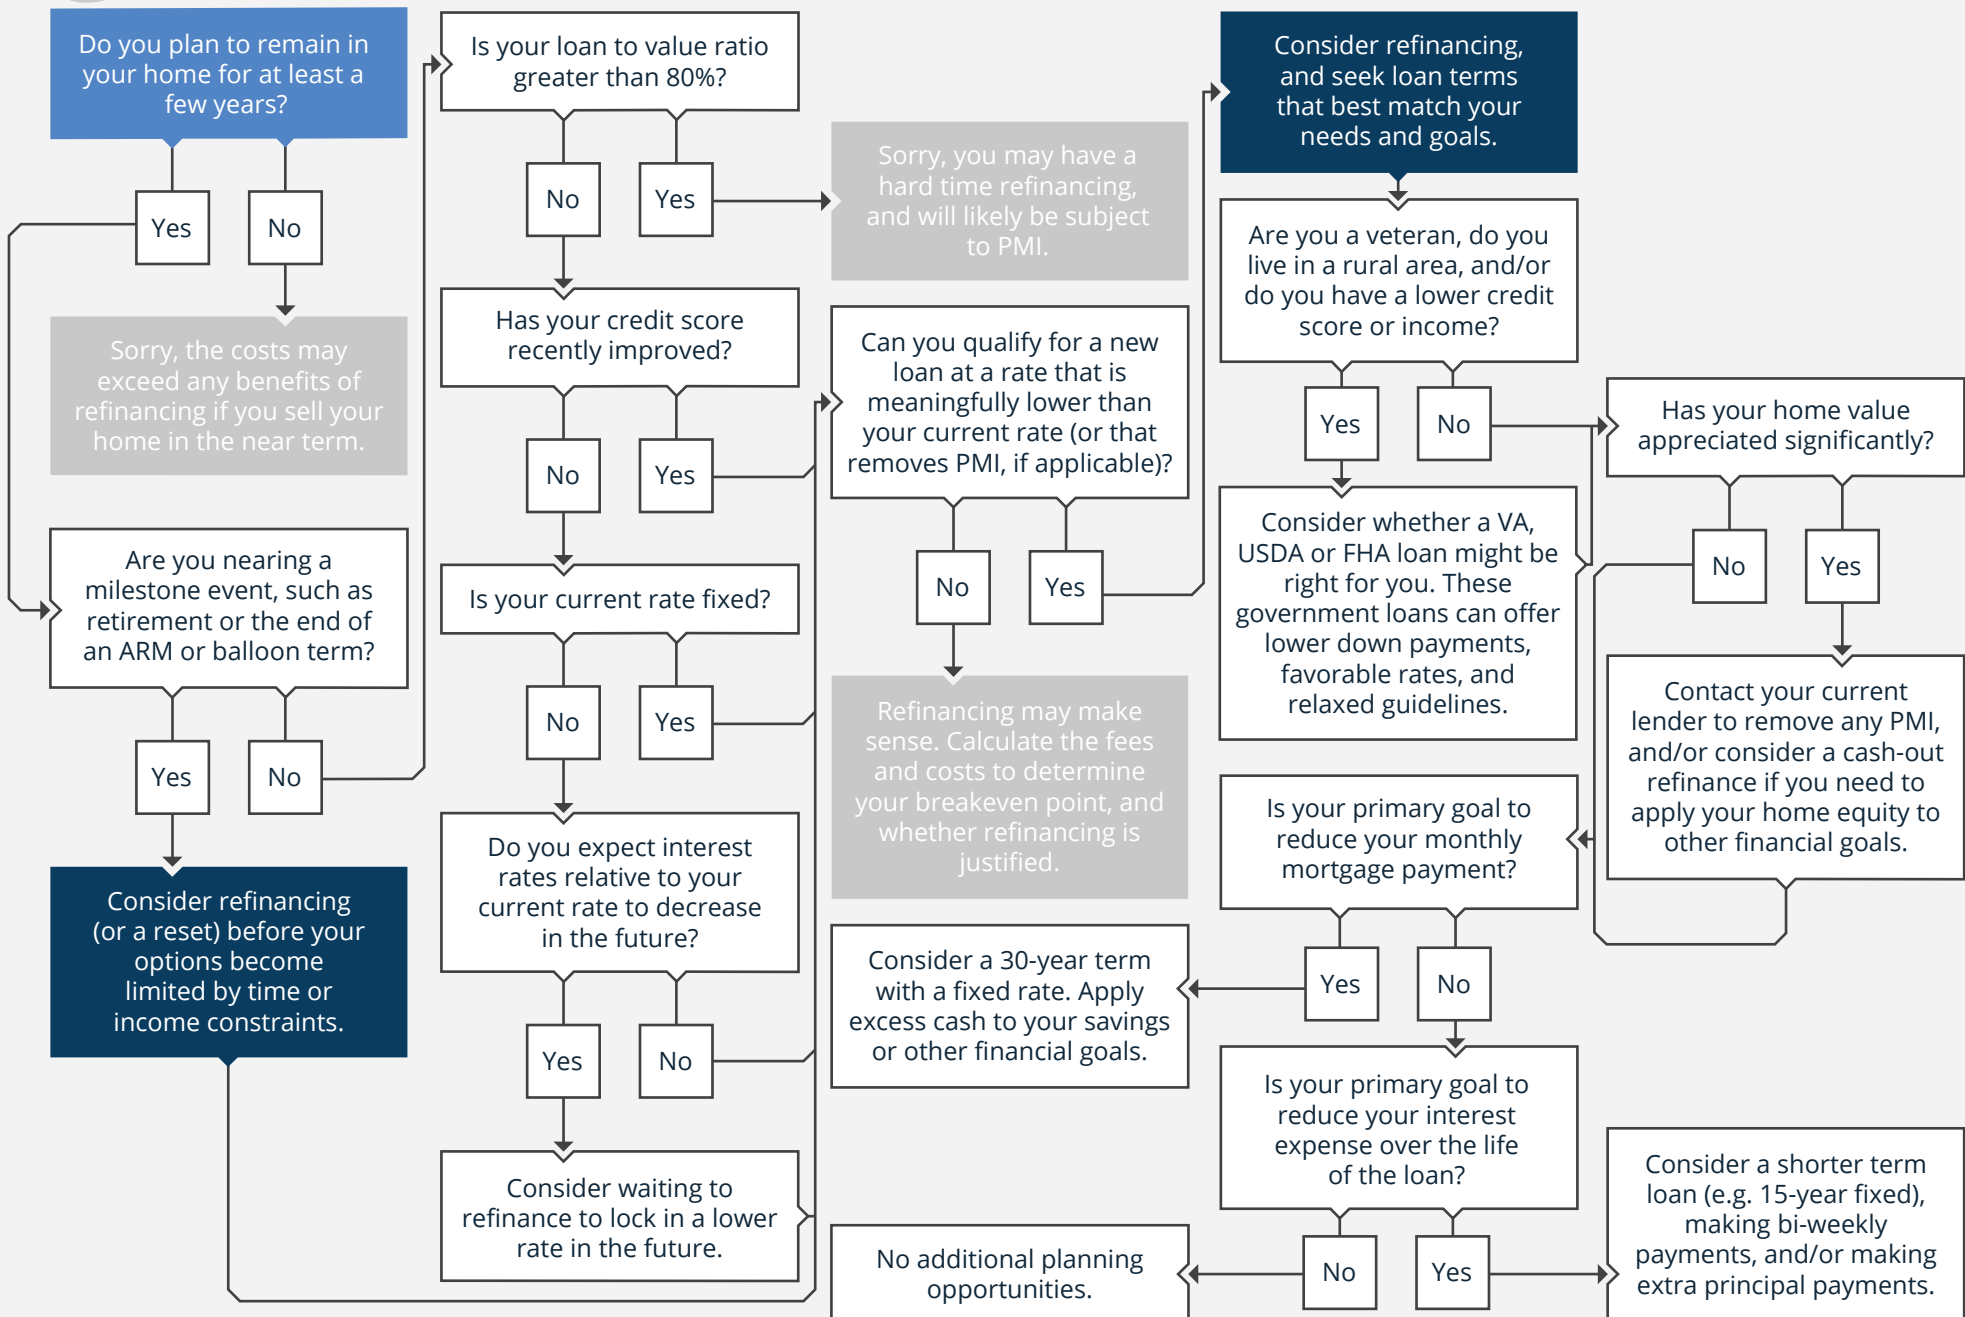 Do you plan to remain in
your home for at least a
few years?
Yes
No
Sorry, the costs may
exceed any benefits of
refinancing if you sell your
home in the near term.
Are you nearing a
milestone event, such as
retirement or the end of
an ARM or balloon term?
Yes
No
Consider refinancing
(or a reset) before your
options become
limited by time or
income constraints.
Is your loan to value ratio
greater than 80%?
No
Yes
Has your credit score
recently improved?
No
Yes
Is your current rate fixed?
No
Yes
Do you expect interest
rates relative to your
current rate to decrease
in the future?
Yes
No
Consider waiting to
refinance to lock in a lower
rate in the future.
Sorry, you may have a
hard time refinancing,
and will likely be subject
to PMI.
Can you qualify for a new
loan at a rate that is
meaningfully lower than
your current rate (or that
removes PMI, if applicable)?
No
Yes
Refinancing may make
sense. Calculate the fees
and costs to determine
your breakeven point, and
whether refinancing is
justified.
Consider a 30-year term
with a fixed rate. Apply
excess cash to your savings
or other financial goals.
No additional planning
opportunities.
Consider refinancing,
and seek loan terms
that best match your
needs and goals.
Are you a veteran, do you
live in a rural area, and/or
do you have a lower credit
score or income?
Yes
No
Consider whether a VA,
USDA or FHA loan might be
right for you. These
government loans can offer
lower down payments,
favorable rates, and
relaxed guidelines.
Is your primary goal to
reduce your monthly
mortgage payment?
Yes
No
Is your primary goal to
reduce your interest
expense over the life
of the loan?
No
Yes
Has your home value
appreciated significantly?
No
Yes
Contact your current
lender to remove any PMI,
and/or consider a cash-out
refinance if you need to
apply your home equity to
other financial goals.
Consider a shorter term
loan (e.g. 15-year fixed),
making bi-weekly
payments, and/or making
extra principal payments.